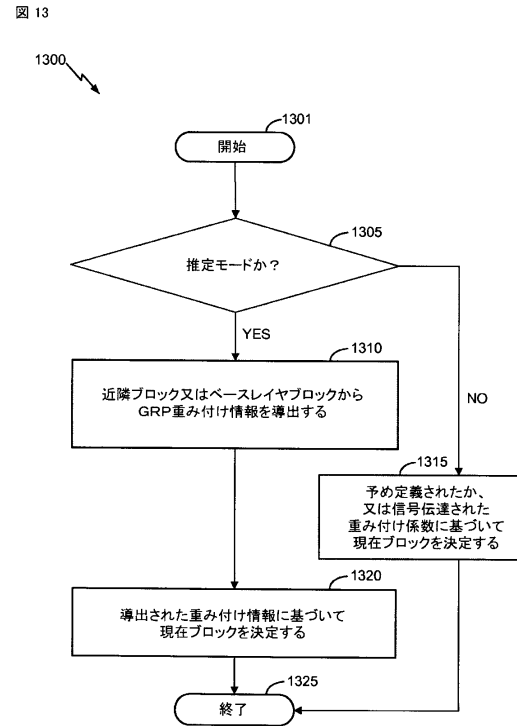 図 13
1300
1301
開始
1305
推定モードか？
YES
1310
近隣ブロック又はベースレイヤブロックから
GRP重み付け情報を導出する
NO
1315
予め定義されたか、
又は信号伝達された
重み付け係数に基づいて
現在ブロックを決定する
1320
導出された重み付け情報に基づいて
現在ブロックを決定する
1325
終了